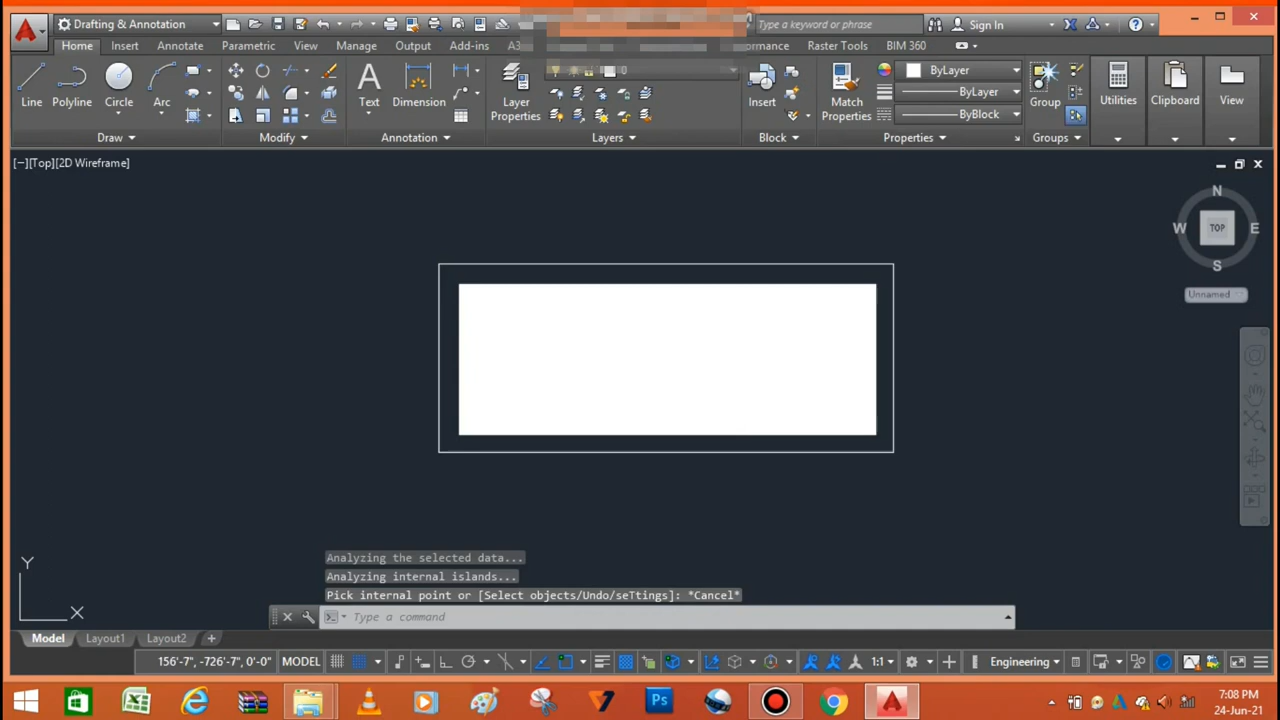 Drafting & Annotation
Type a keyword or phrase
Sign In
Home Insert Annotate Parametric View Manage Output Add-ins
Raster Tools BIM 360
Line Polyline Circle Arc
Text Dimension
Layer
Properties
0
Insert
Match
Properties
ByLayer
ByLayer
ByBlock
Group
Utilities Clipboard View
Draw Modify Annotation Layers Block Properties Groups
[−][Top][2D Wireframe]
N
W TOP E
S
Unnamed
Y
X
Analyzing the selected data...
Analyzing internal islands...
Pick internal point or [Select objects/Undo/seTtings]: *Cancel*
Type a command
Model Layout1 Layout2 +
156'-7", -726'-7", 0'-0" MODEL 1:1 Engineering
Ps
7:08 PM
24-Jun-21